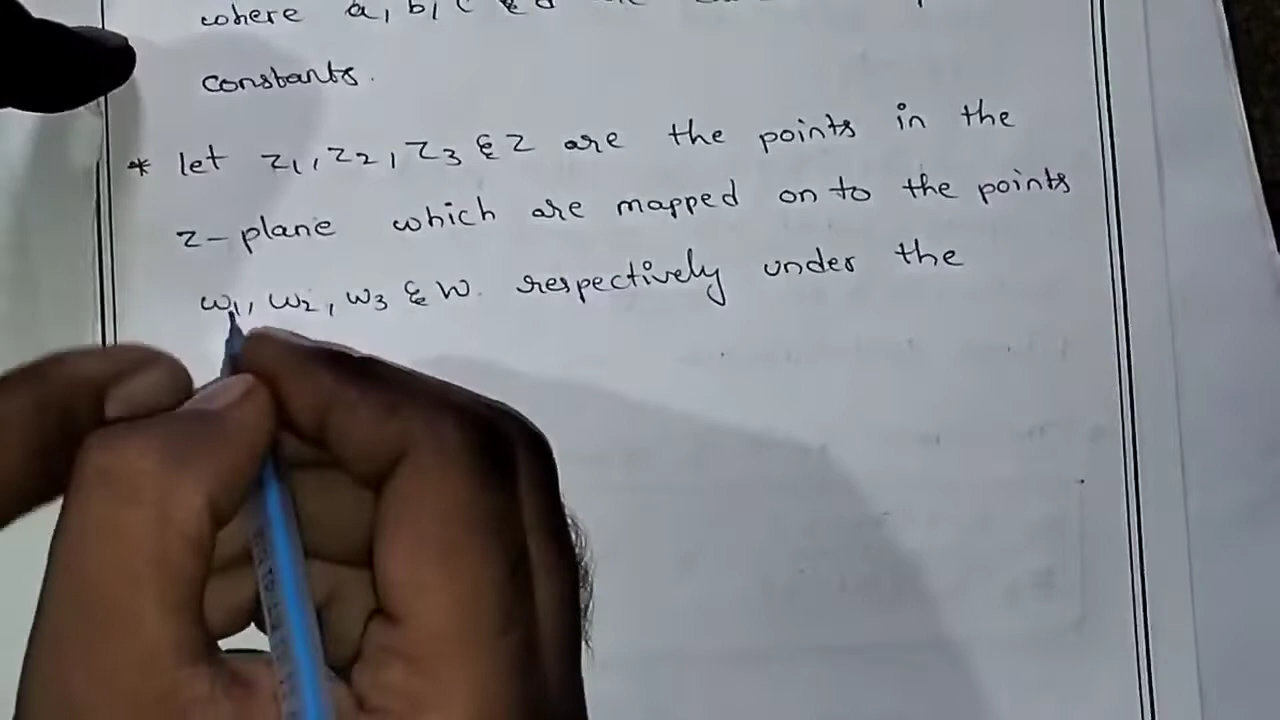 where a, b, c & d
constants.
* let z1, z2, z3 & z are the points in the
z-plane which are mapped on to the points
w1, w2, w3 & w. respectively under the